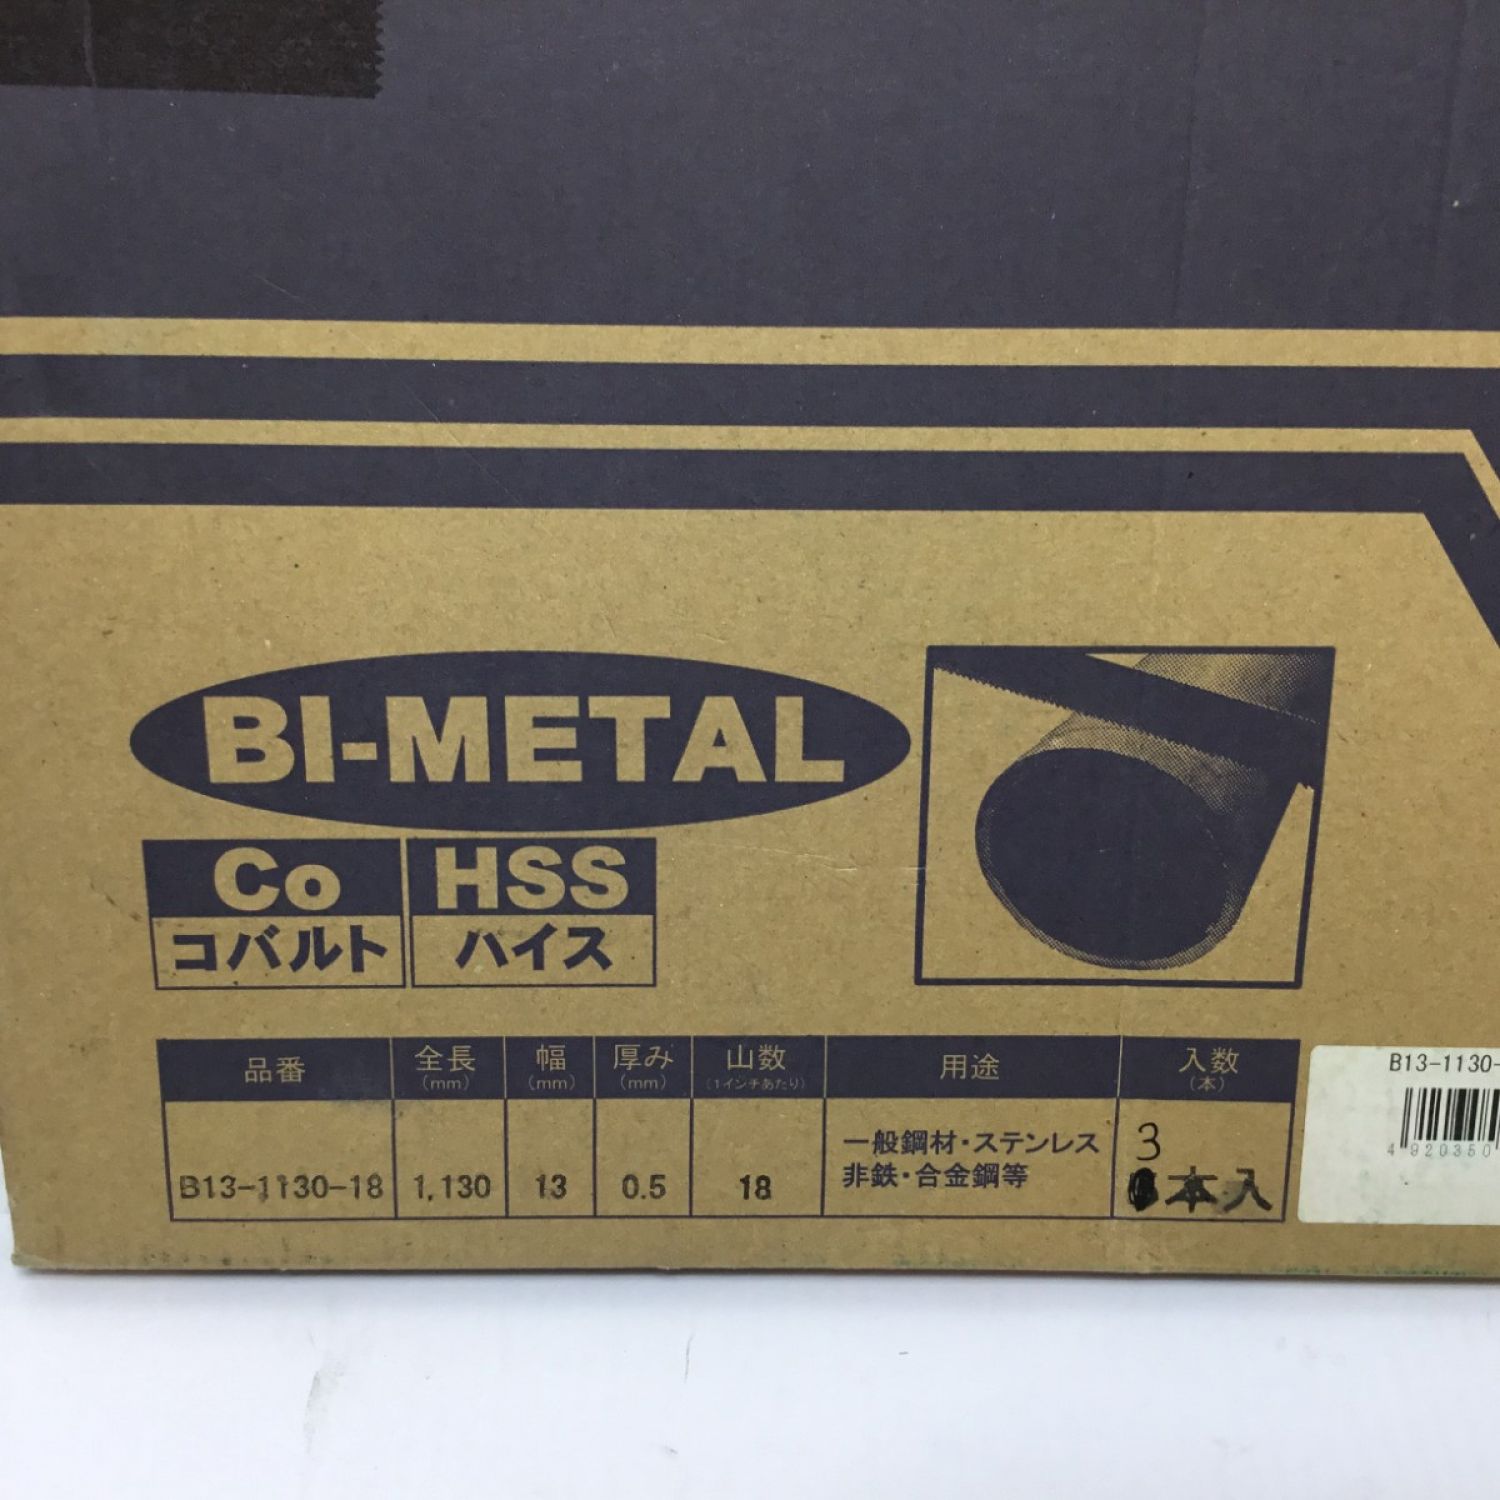 BI-METAL
Co HSS
コバルト ハイス
品番 全長 (mm) 幅 (mm) 厚み (mm) 山数 (1インチあたり) 用途 入数 (本)
一般鋼材・ステンレス
非鉄・合金鋼等
3
B13-1130-18 1,130 13 0.5 18 本入
B13-1130-
4920350